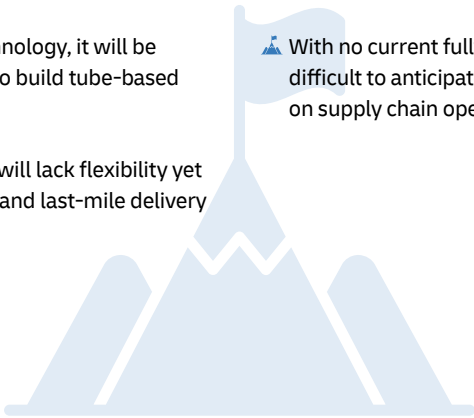 nology, it will be
o build tube-based
will lack flexibility yet
and last-mile delivery
With no current full
difficult to anticipat
on supply chain ope